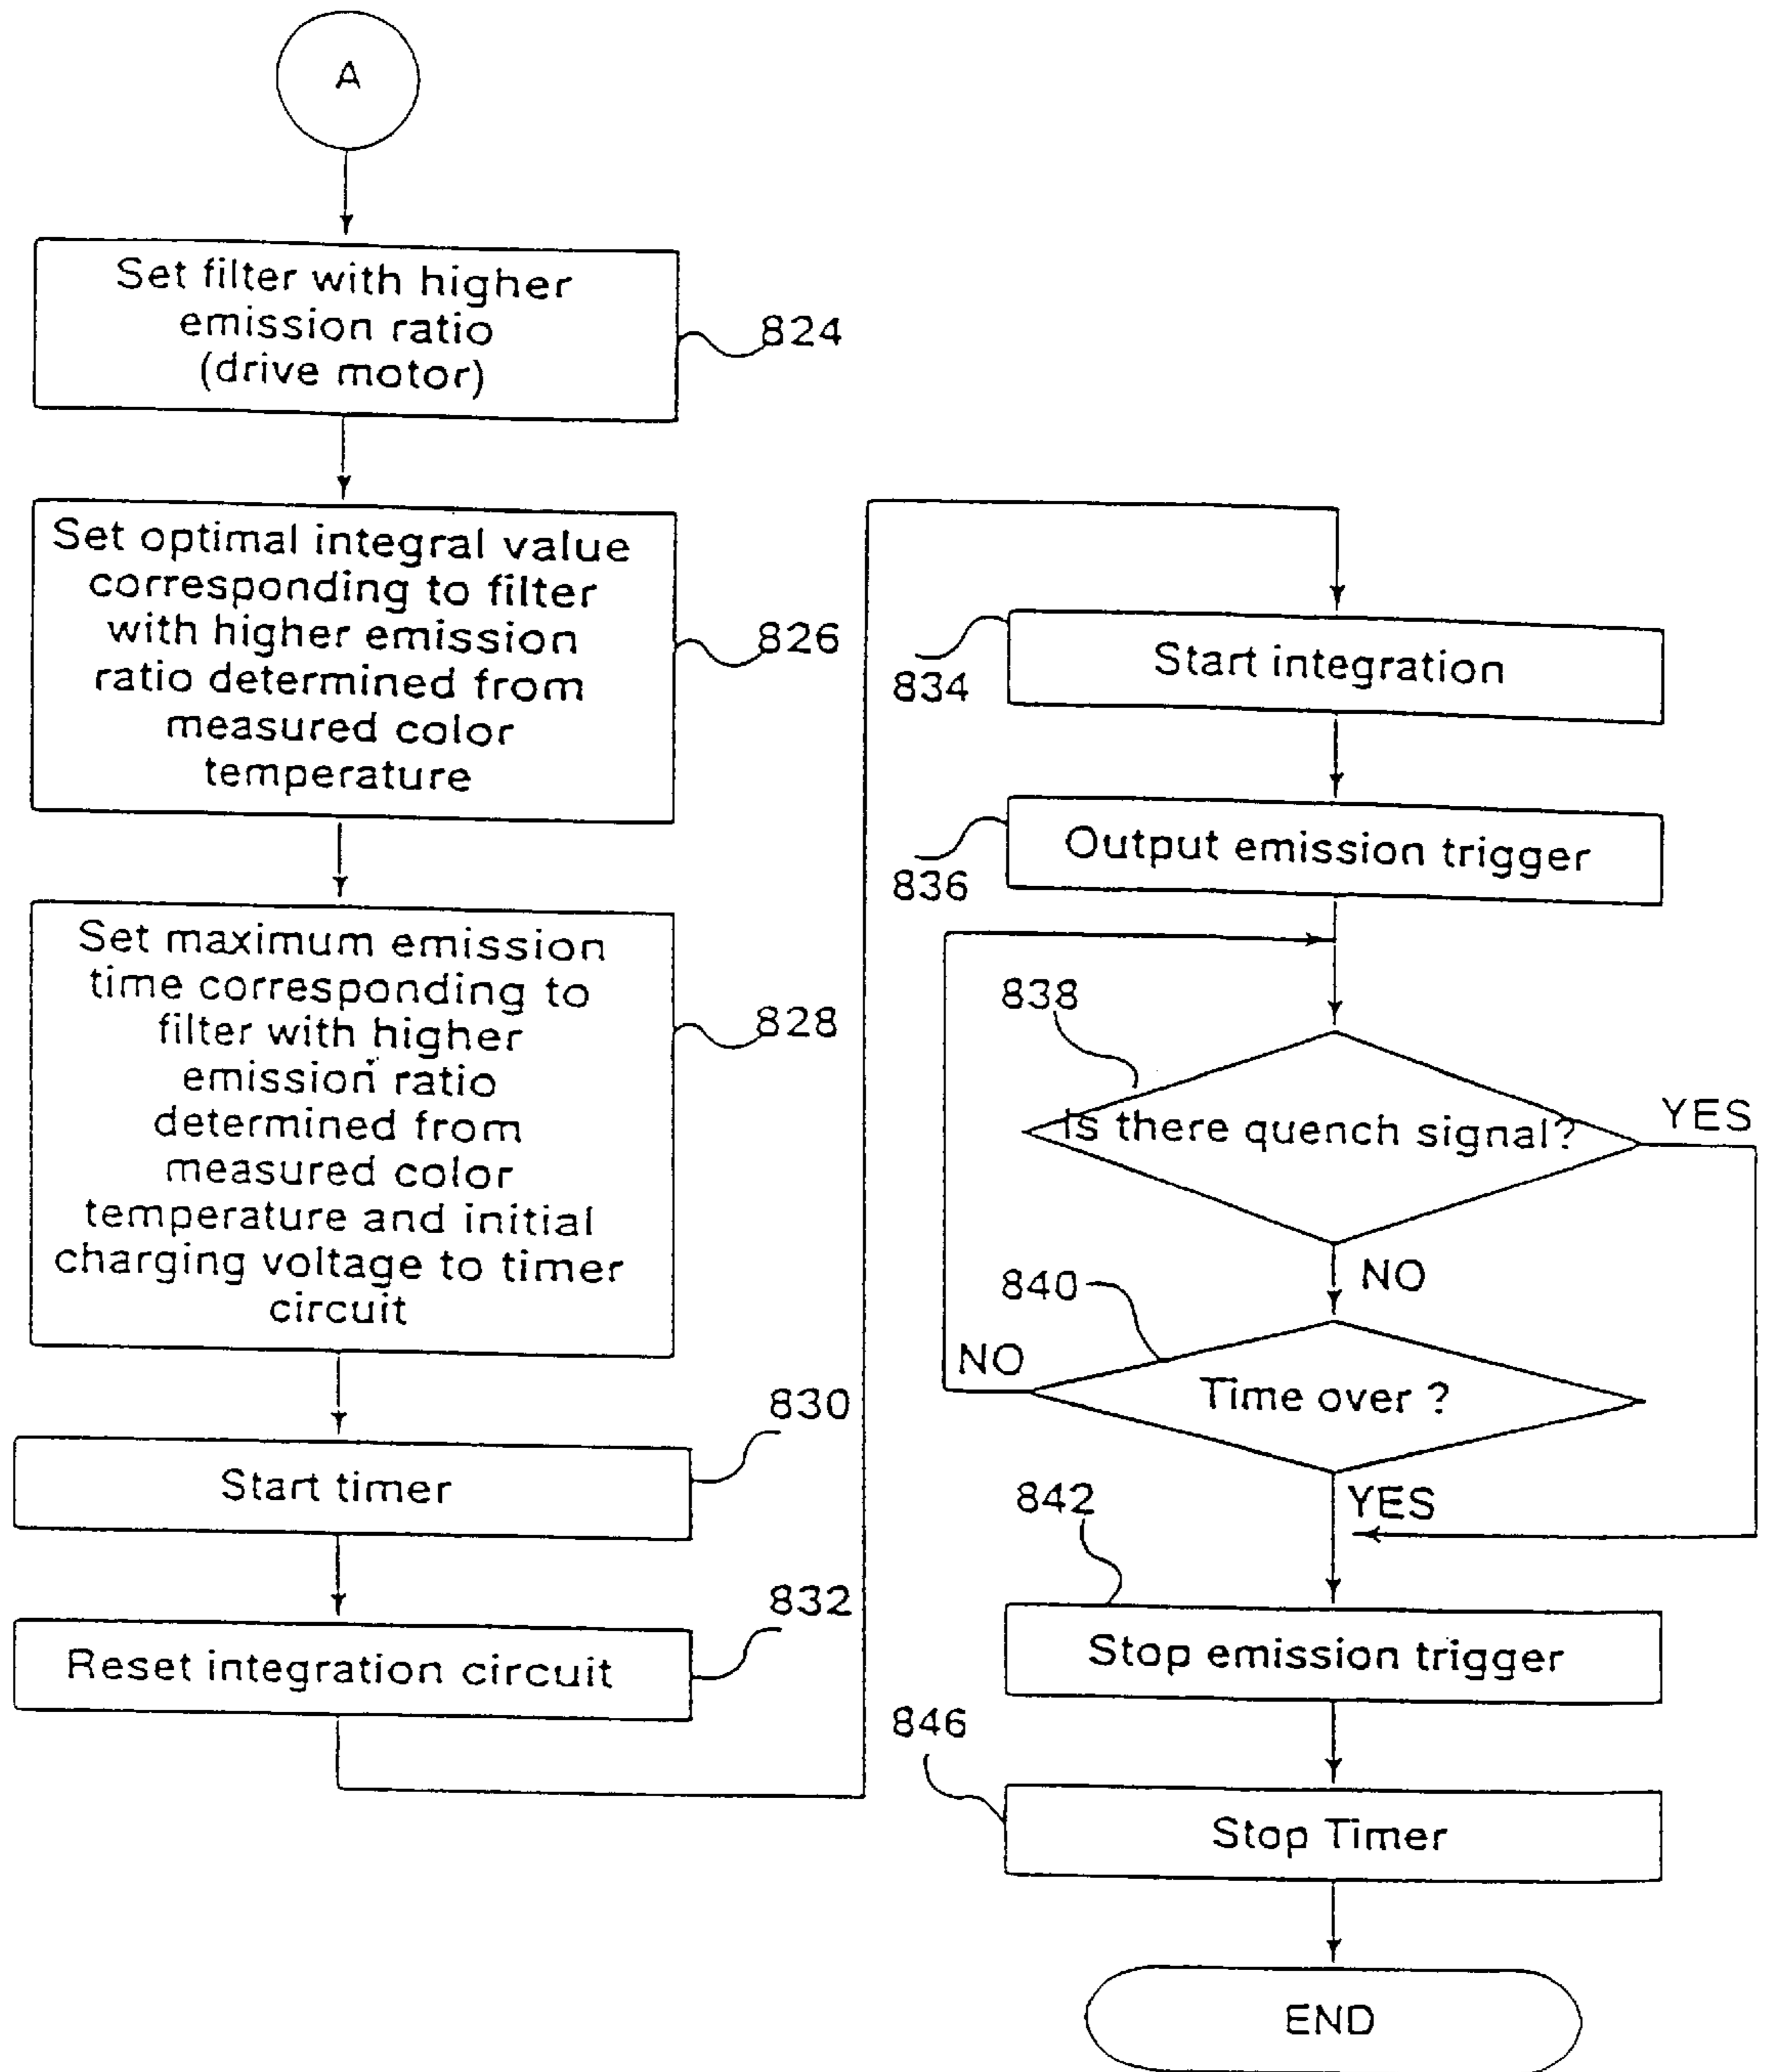 A
Set filter with higher
emission ratio
(drive motor)
824
Set optimal integral value
corresponding to filter
with higher emission
ratio determined from
measured color
temperature
826
Set maximum emission
time corresponding to
filter with higher
emission ratio
determined from
measured color
temperature and initial
charging voltage to timer
circuit
828
Start timer
830
Reset integration circuit
832
Start integration
834
Output emission trigger
836
838
Is there quench signal?
YES
NO
840
Time over ?
NO
YES
842
Stop emission trigger
846
Stop Timer
END